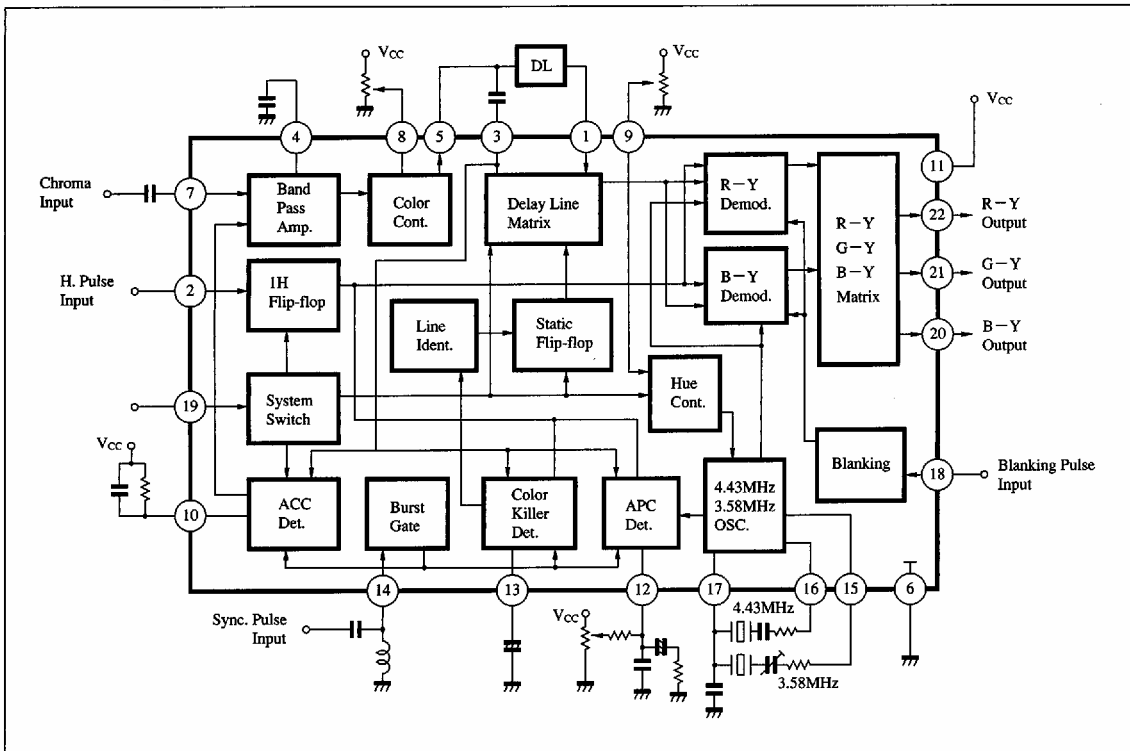 VCC
DL
VCC
VCC
4
8
5
3
1
9
11
Chroma
Input
7
Band
Pass
Amp.
Color
Cont.
Delay Line
Matrix
R−Y
Demod.
R−Y
G−Y
B−Y
Matrix
22
R−Y
Output
H. Pulse
Input
2
1H
Flip-flop
Line
Ident.
Static
Flip-flop
B−Y
Demod.
21
G−Y
Output
20
B−Y
Output
19
System
Switch
Hue
Cont.
VCC
10
ACC
Det.
Burst
Gate
Color
Killer
Det.
APC
Det.
4.43MHz
3.58MHz
OSC.
Blanking
18
Blanking Pulse
Input
14
13
12
17
16
15
6
Sync. Pulse
Input
VCC
4.43MHz
3.58MHz